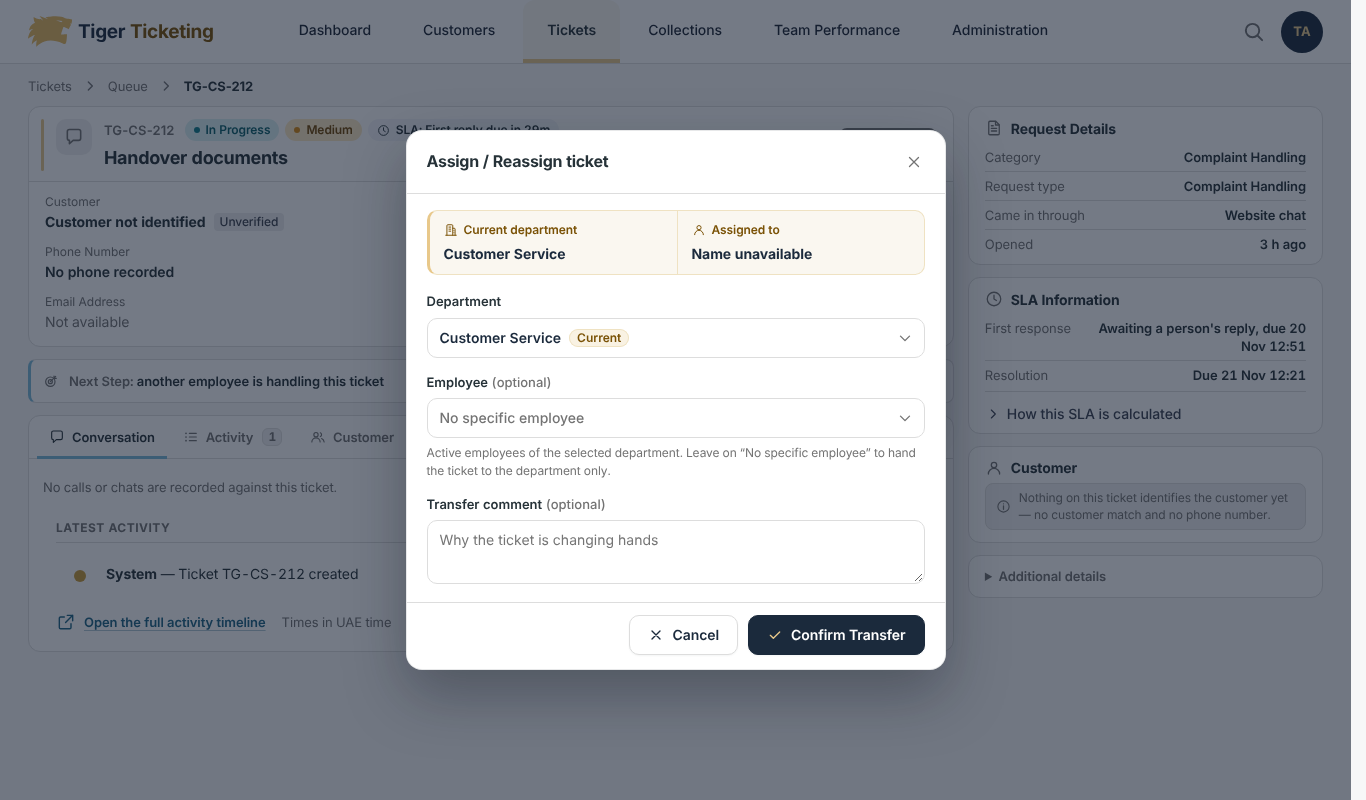 Tiger Ticketing
Dashboard
Customers
Tickets
Collections
Team Performance
Administration
TA
Tickets > Queue > TG-CS-212
TG-CS-212
In Progress
Medium
SLA: First reply due in 29m
Handover documents
Customer
Customer not identified Unverified
Phone Number
No phone recorded
Email Address
Not available
Next Step: another employee is handling this ticket
Conversation
Activity 1
Customer
No calls or chats are recorded against this ticket.
LATEST ACTIVITY
System — Ticket TG-CS-212 created
Open the full activity timeline
Times in UAE time
Assign / Reassign ticket
Current department
Customer Service
Assigned to
Name unavailable
Department
Customer Service Current
Employee (optional)
No specific employee
Active employees of the selected department. Leave on “No specific employee” to hand
the ticket to the department only.
Transfer comment (optional)
Why the ticket is changing hands
Cancel
Confirm Transfer
Request Details
Category Complaint Handling
Request type Complaint Handling
Came in through Website chat
Opened 3 h ago
SLA Information
First response Awaiting a person's reply, due 20
Nov 12:51
Resolution Due 21 Nov 12:21
How this SLA is calculated
Customer
Nothing on this ticket identifies the customer yet
— no customer match and no phone number.
Additional details